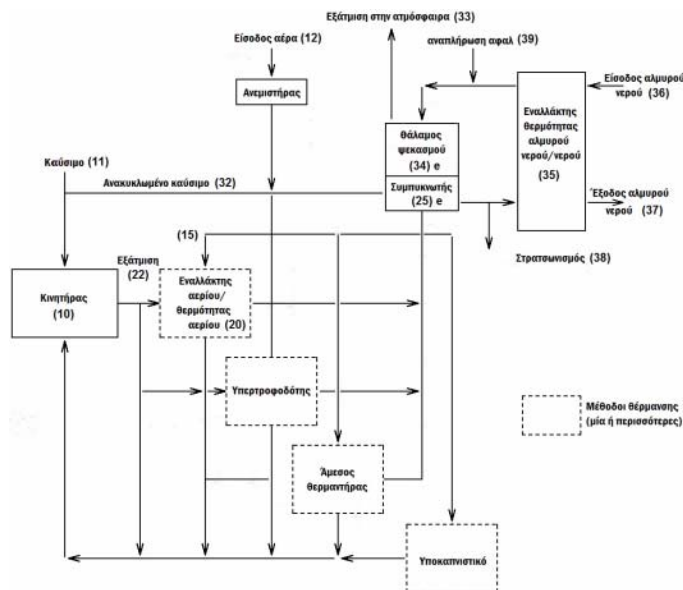 Εξάτμιση στην ατμόσφαιρα (33)
Είσοδος αέρα (12)
αναπλήρωση αφαλ (39)
Ανεμιστήρας
Είσοδος αλμυρού
νερού (36)
Εναλλάκτης
θερμότητας
αλμυρού
νερού/νερού
(35)
θάλαμος
ψεκασμού
(34) e
Συμπυκνωτής
(25) e
Καύσιμο (11)
Ανακυκλωμένο καύσιμο (32)
Έξοδος αλμυρού
νερού (37)
Στρατσωνισμός (38)
(15)
Εξάτμιση
(22)
Κινητήρας
(10)
Εναλλάκτης
αερίου/
θερμότητας
αερίου (20)
Υπερτροφοδότης
Μέθοδοι θέρμανσης
(μία ή περισσότερες)
Άμεσος
θερμαντήρας
Υποκαπνιστικό